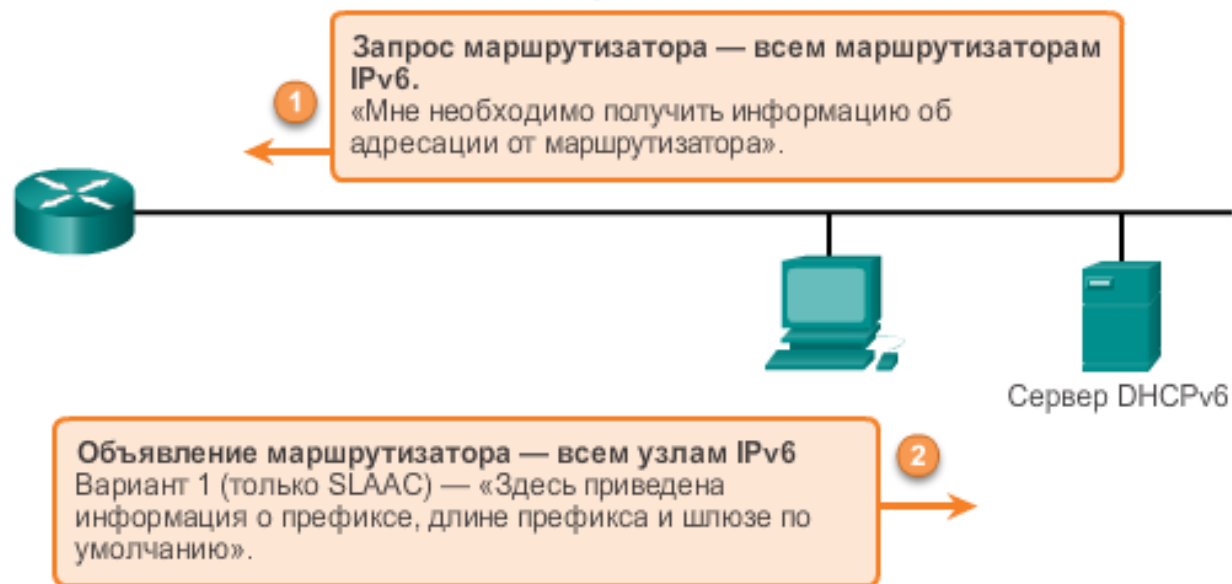 Запрос маршрутизатора — всем маршрутизаторам
IPv6.
«Мне необходимо получить информацию об
адресации от маршрутизатора».
1
Сервер DHCPv6
Объявление маршрутизатора — всем узлам IPv6
Вариант 1 (только SLAAC) — «Здесь приведена
информация о префиксе, длине префикса и шлюзе по
умолчанию».
2